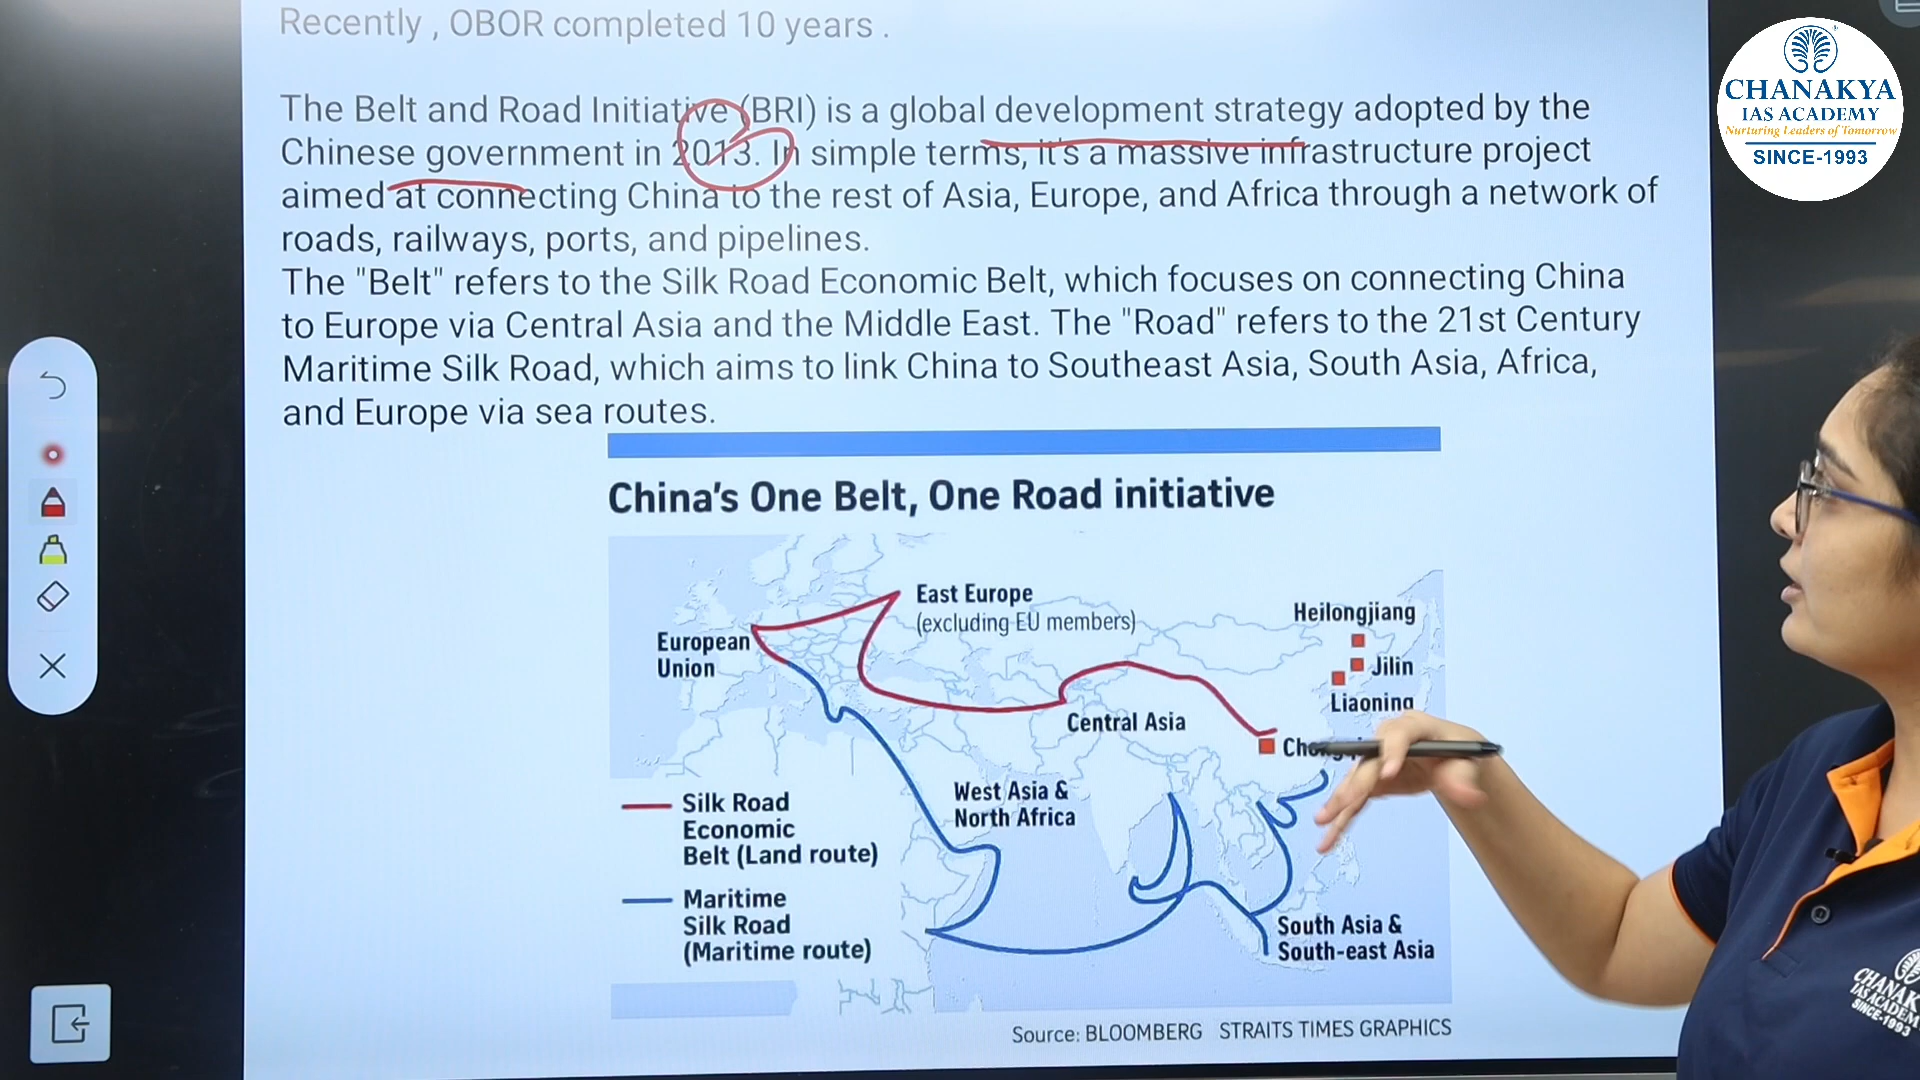 Recently , OBOR completed 10 years .
The Belt and Road Initiative (BRI) is a global development strategy adopted by the
Chinese government in 2013. In simple terms, it's a massive infrastructure project
aimed at connecting China to the rest of Asia, Europe, and Africa through a network of
roads, railways, ports, and pipelines.
The "Belt" refers to the Silk Road Economic Belt, which focuses on connecting China
to Europe via Central Asia and the Middle East. The "Road" refers to the 21st Century
Maritime Silk Road, which aims to link China to Southeast Asia, South Asia, Africa,
and Europe via sea routes.
China's One Belt, One Road initiative
East Europe
(excluding EU members)
European
Union
Heilongjiang
Jilin
Liaoning
Central Asia
West Asia &
North Africa
Silk Road
Economic
Belt (Land route)
Maritime
Silk Road
(Maritime route)
South Asia &
South-east Asia
Source: BLOOMBERG STRAITS TIMES GRAPHICS
CHANAKYA
IAS ACADEMY
Nurturing Leaders of Tomorrow
SINCE-1993
IAS ACADEM
SINCE-1993